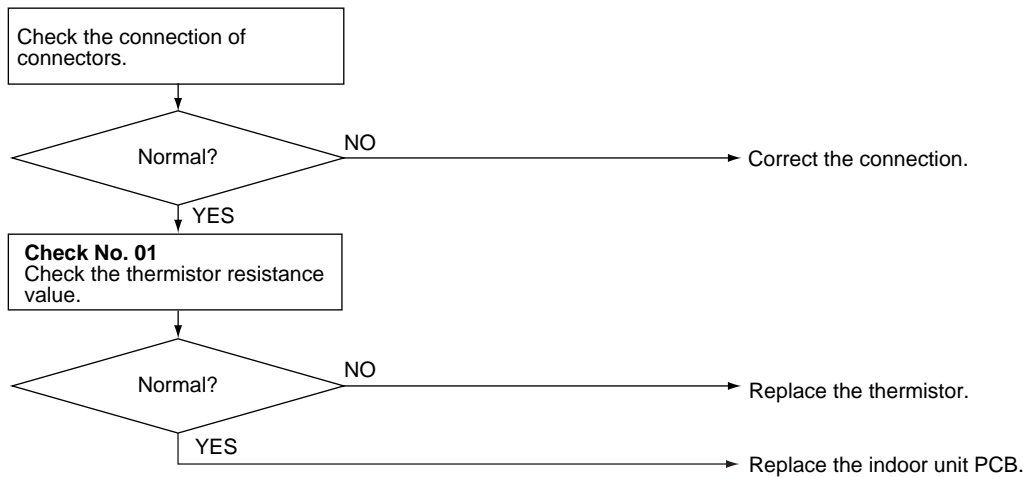 Check the connection of
connectors.
Normal?
NO
Correct the connection.
YES
Check No. 01
Check the thermistor resistance
value.
Normal?
NO
Replace the thermistor.
YES
Replace the indoor unit PCB.